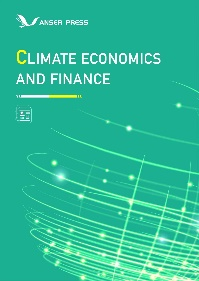 ANSER PRESS
CLIMATE ECONOMICS
AND FINANCE